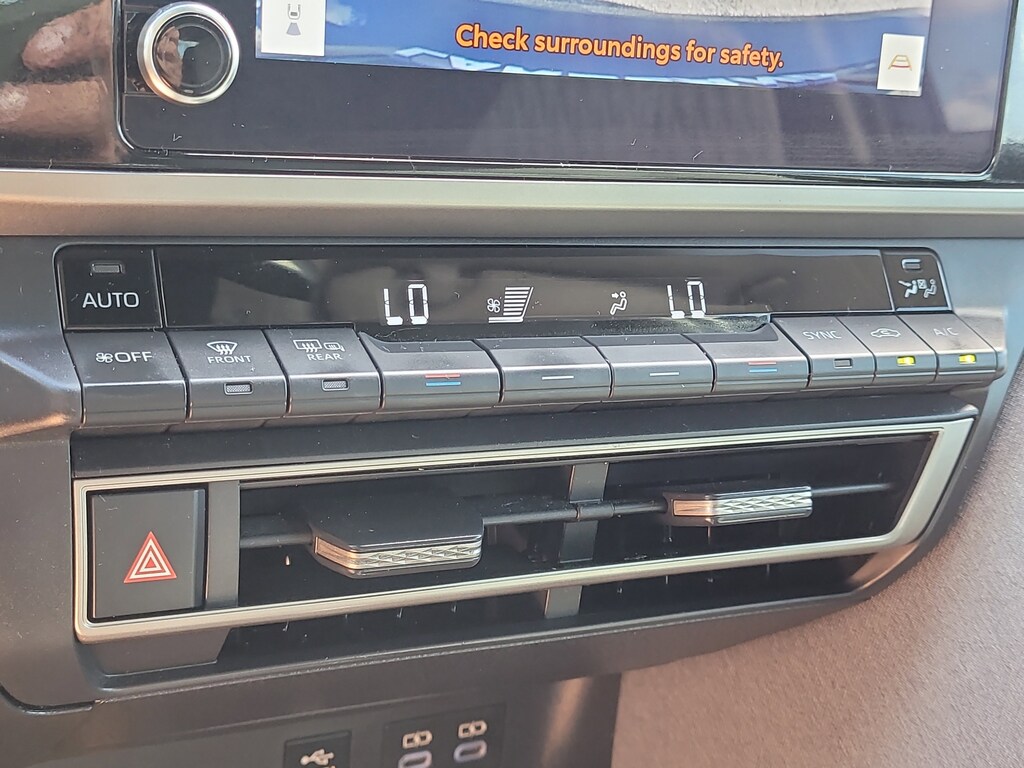 Check surroundings for safety.
AUTO
LO
LO
OFF
FRONT
REAR
SYNC
A/C